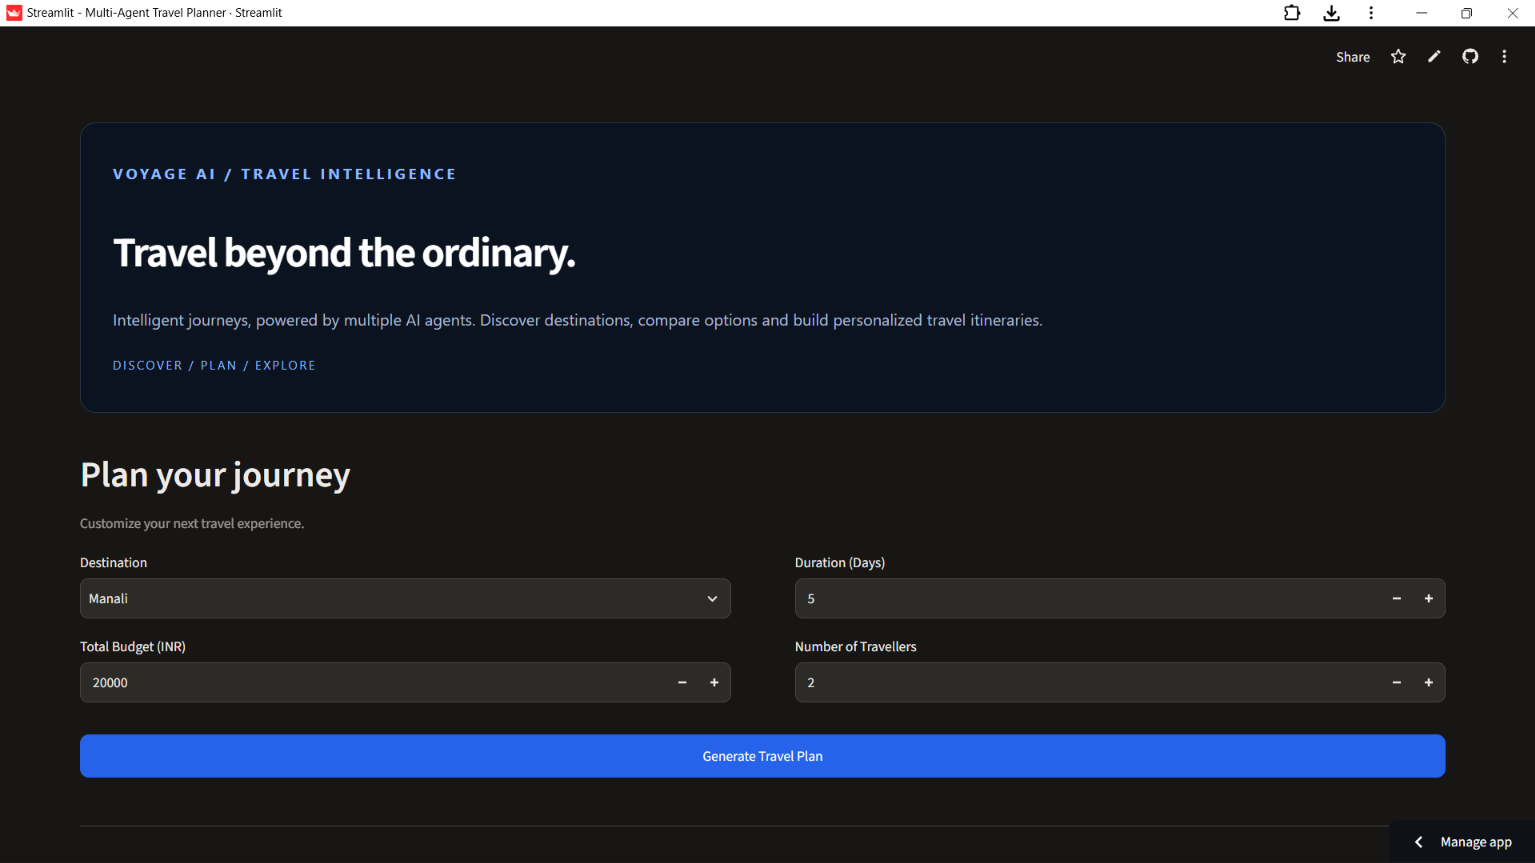 Streamlit - Multi-Agent Travel Planner · Streamlit
Share
VOYAGE AI / TRAVEL INTELLIGENCE
Travel beyond the ordinary.
Intelligent journeys, powered by multiple AI agents. Discover destinations, compare options and build personalized travel itineraries.
DISCOVER / PLAN / EXPLORE
Plan your journey
Customize your next travel experience.
Destination
Manali
Duration (Days)
5
Total Budget (INR)
20000
Number of Travellers
2
Generate Travel Plan
Manage app